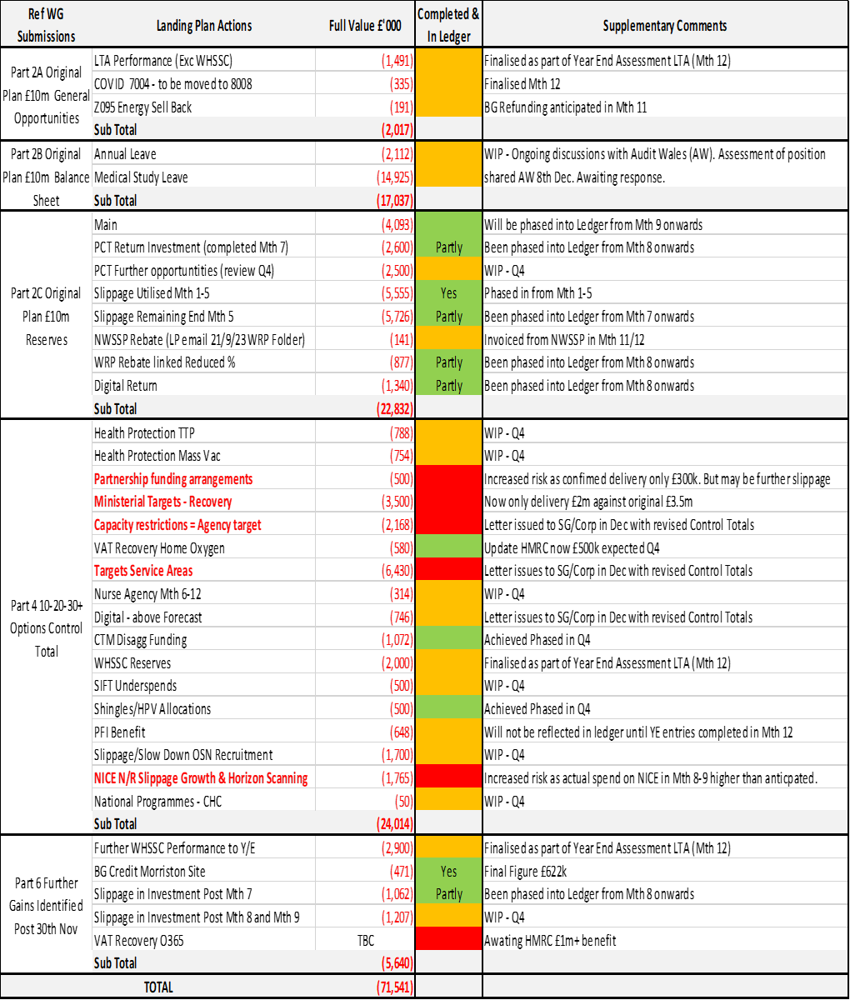 Ref WG Submissions | Landing Plan Actions | Full Value £'000 | Completed & In Ledger | Supplementary Comments
Part 2A Original Plan £10m General Opportunities
LTA Performance (Exc WHSSC) | (1,491) | Finalised as part of Year End Assessment LTA (Mth 12)
COVID 7004 - to be moved to 8008 | (335) | Finalised Mth 12
Z095 Energy Sell Back | (191) | BG Refunding anticipated in Mth 11
Sub Total | (2,017)
Part 2B Original Plan £10m Balance Sheet
Annual Leave | (2,112) | WIP - Ongoing discussions with Audit Wales (AW). Assessment of position
Medical Study Leave | (14,925) | shared AW 8th Dec. Awaiting response.
Sub Total | (17,037)
Part 2C Original Plan £10m Reserves
Main | (4,093) | Will be phased into Ledger from Mth 9 onwards
PCT Return Investment (completed Mth 7) | (2,600) | Partly | Been phased into Ledger from Mth 8 onwards
PCT Further opportuntities (review Q4) | (2,500) | WIP - Q4
Slippage Utilised Mth 1-5 | (5,555) | Yes | Phased in from Mth 1-5
Slippage Remaining End Mth 5 | (5,726) | Partly | Been phased into Ledger from Mth 7 onwards
NWSSP Rebate (LP email 21/9/23 WRP Folder) | (141) | Invoiced from NWSSP in Mth 11/12
WRP Rebate linked Reduced % | (877) | Partly | Been phased into Ledger from Mth 8 onwards
Digital Return | (1,340) | Partly | Been phased into Ledger from Mth 8 onwards
Sub Total | (22,832)
Part 4 10-20-30+ Options Control Total
Health Protection TTP | (788) | WIP - Q4
Health Protection Mass Vac | (754) | WIP - Q4
Partnership funding arrangements | (500) | Increased risk as confimed delivery only £300k. But may be further slippage
Ministerial Targets - Recovery | (3,500) | Now only delivery £2m against original £3.5m
Capacity restrictions = Agency target | (2,168) | Letter issued to SG/Corp in Dec with revised Control Totals
VAT Recovery Home Oxygen | (580) | Update HMRC now £500k expected Q4
Targets Service Areas | (6,430) | Letter issues to SG/Corp in Dec with revised Control Totals
Nurse Agency Mth 6-12 | (314) | WIP - Q4
Digital - above Forecast | (746) | Letter issues to SG/Corp in Dec with revised Control Totals
CTM Disagg Funding | (1,072) | Achieved Phased in Q4
WHSSC Reserves | (2,000) | Finalised as part of Year End Assessment LTA (Mth 12)
SIFT Underspends | (500) | WIP - Q4
Shingles/HPV Allocations | (500) | Achieved Phased in Q4
PFI Benefit | (648) | Will not be reflected in ledger until YE entries completed in Mth 12
Slippage/Slow Down OSN Recruitment | (1,700) | WIP - Q4
NICE N/R Slippage Growth & Horizon Scanning | (1,765) | Increased risk as actual spend on NICE in Mth 8-9 higher than anticpated.
National Programmes - CHC | (50) | WIP - Q4
Sub Total | (24,014)
Part 6 Further Gains Identified Post 30th Nov
Further WHSSC Performance to Y/E | (2,900) | Finalised as part of Year End Assessment LTA (Mth 12)
BG Credit Morriston Site | (471) | Yes | Final Figure £622k
Slippage in Investment Post Mth 7 | (1,062) | Partly | Been phased into Ledger from Mth 8 onwards
Slippage in Investment Post Mth 8 and Mth 9 | (1,207) | WIP - Q4
VAT Recovery O365 | TBC | Awating HMRC £1m+ benefit
Sub Total | (5,640)
TOTAL | (71,541)